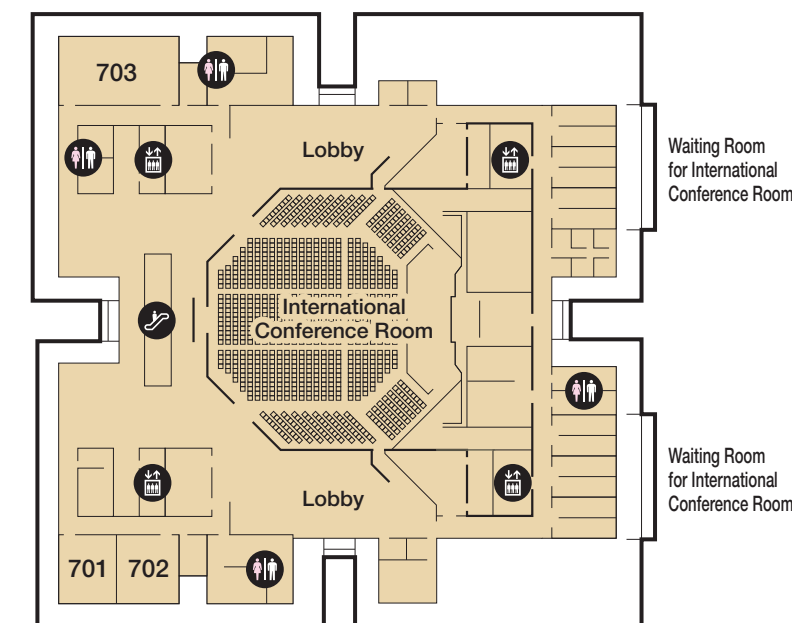 703
Lobby
Waiting Room
for International
Conference Room
International
Conference Room
Waiting Room
for International
Conference Room
Lobby
701
702